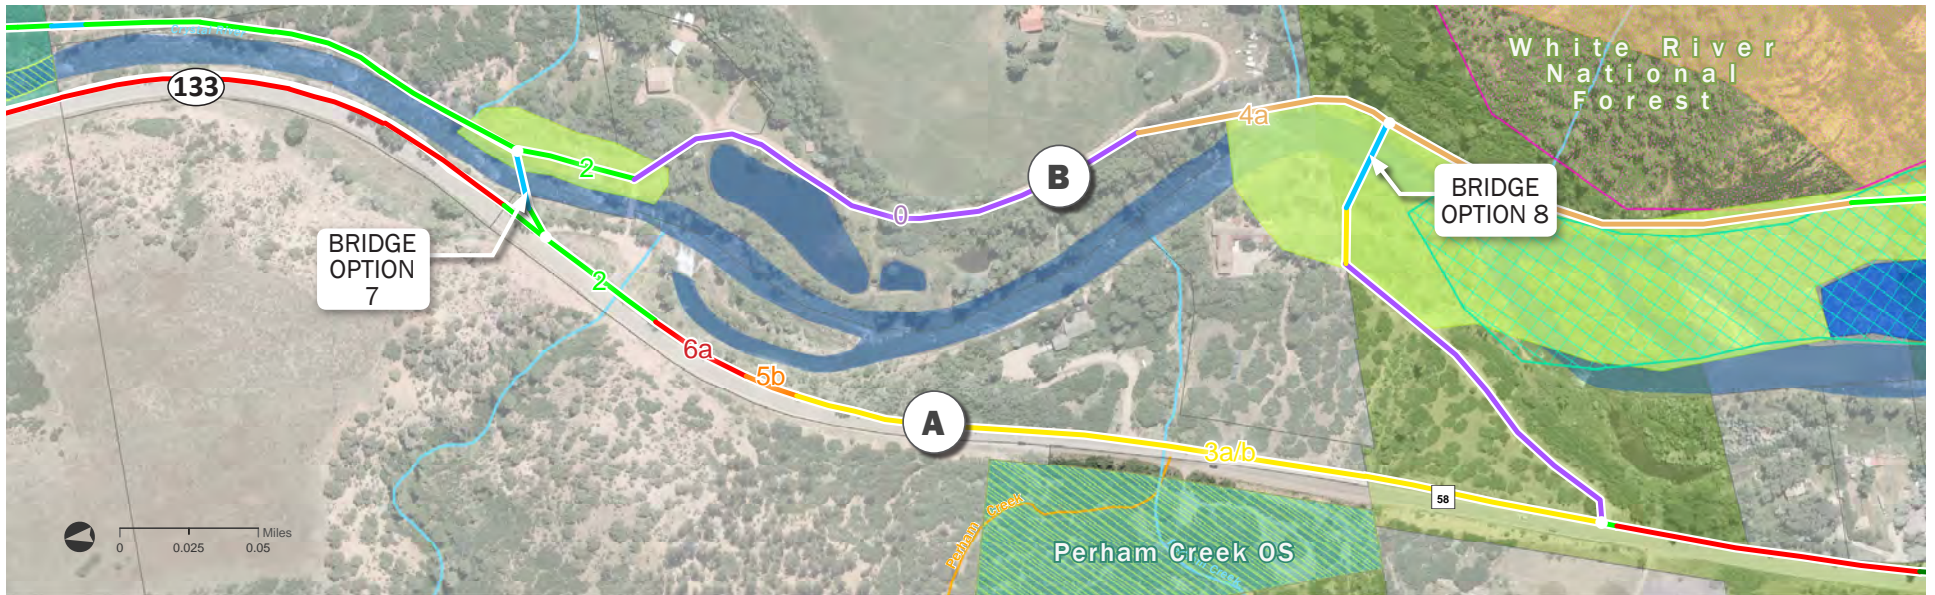 133
White River
National
Forest
4a
2
B
BRIDGE
OPTION 8
0
BRIDGE
OPTION
7
2
6a
5b
A
3a/b
58
Perham Creek
Perham Creek OS
Creek
Miles
0
0.025
0.05